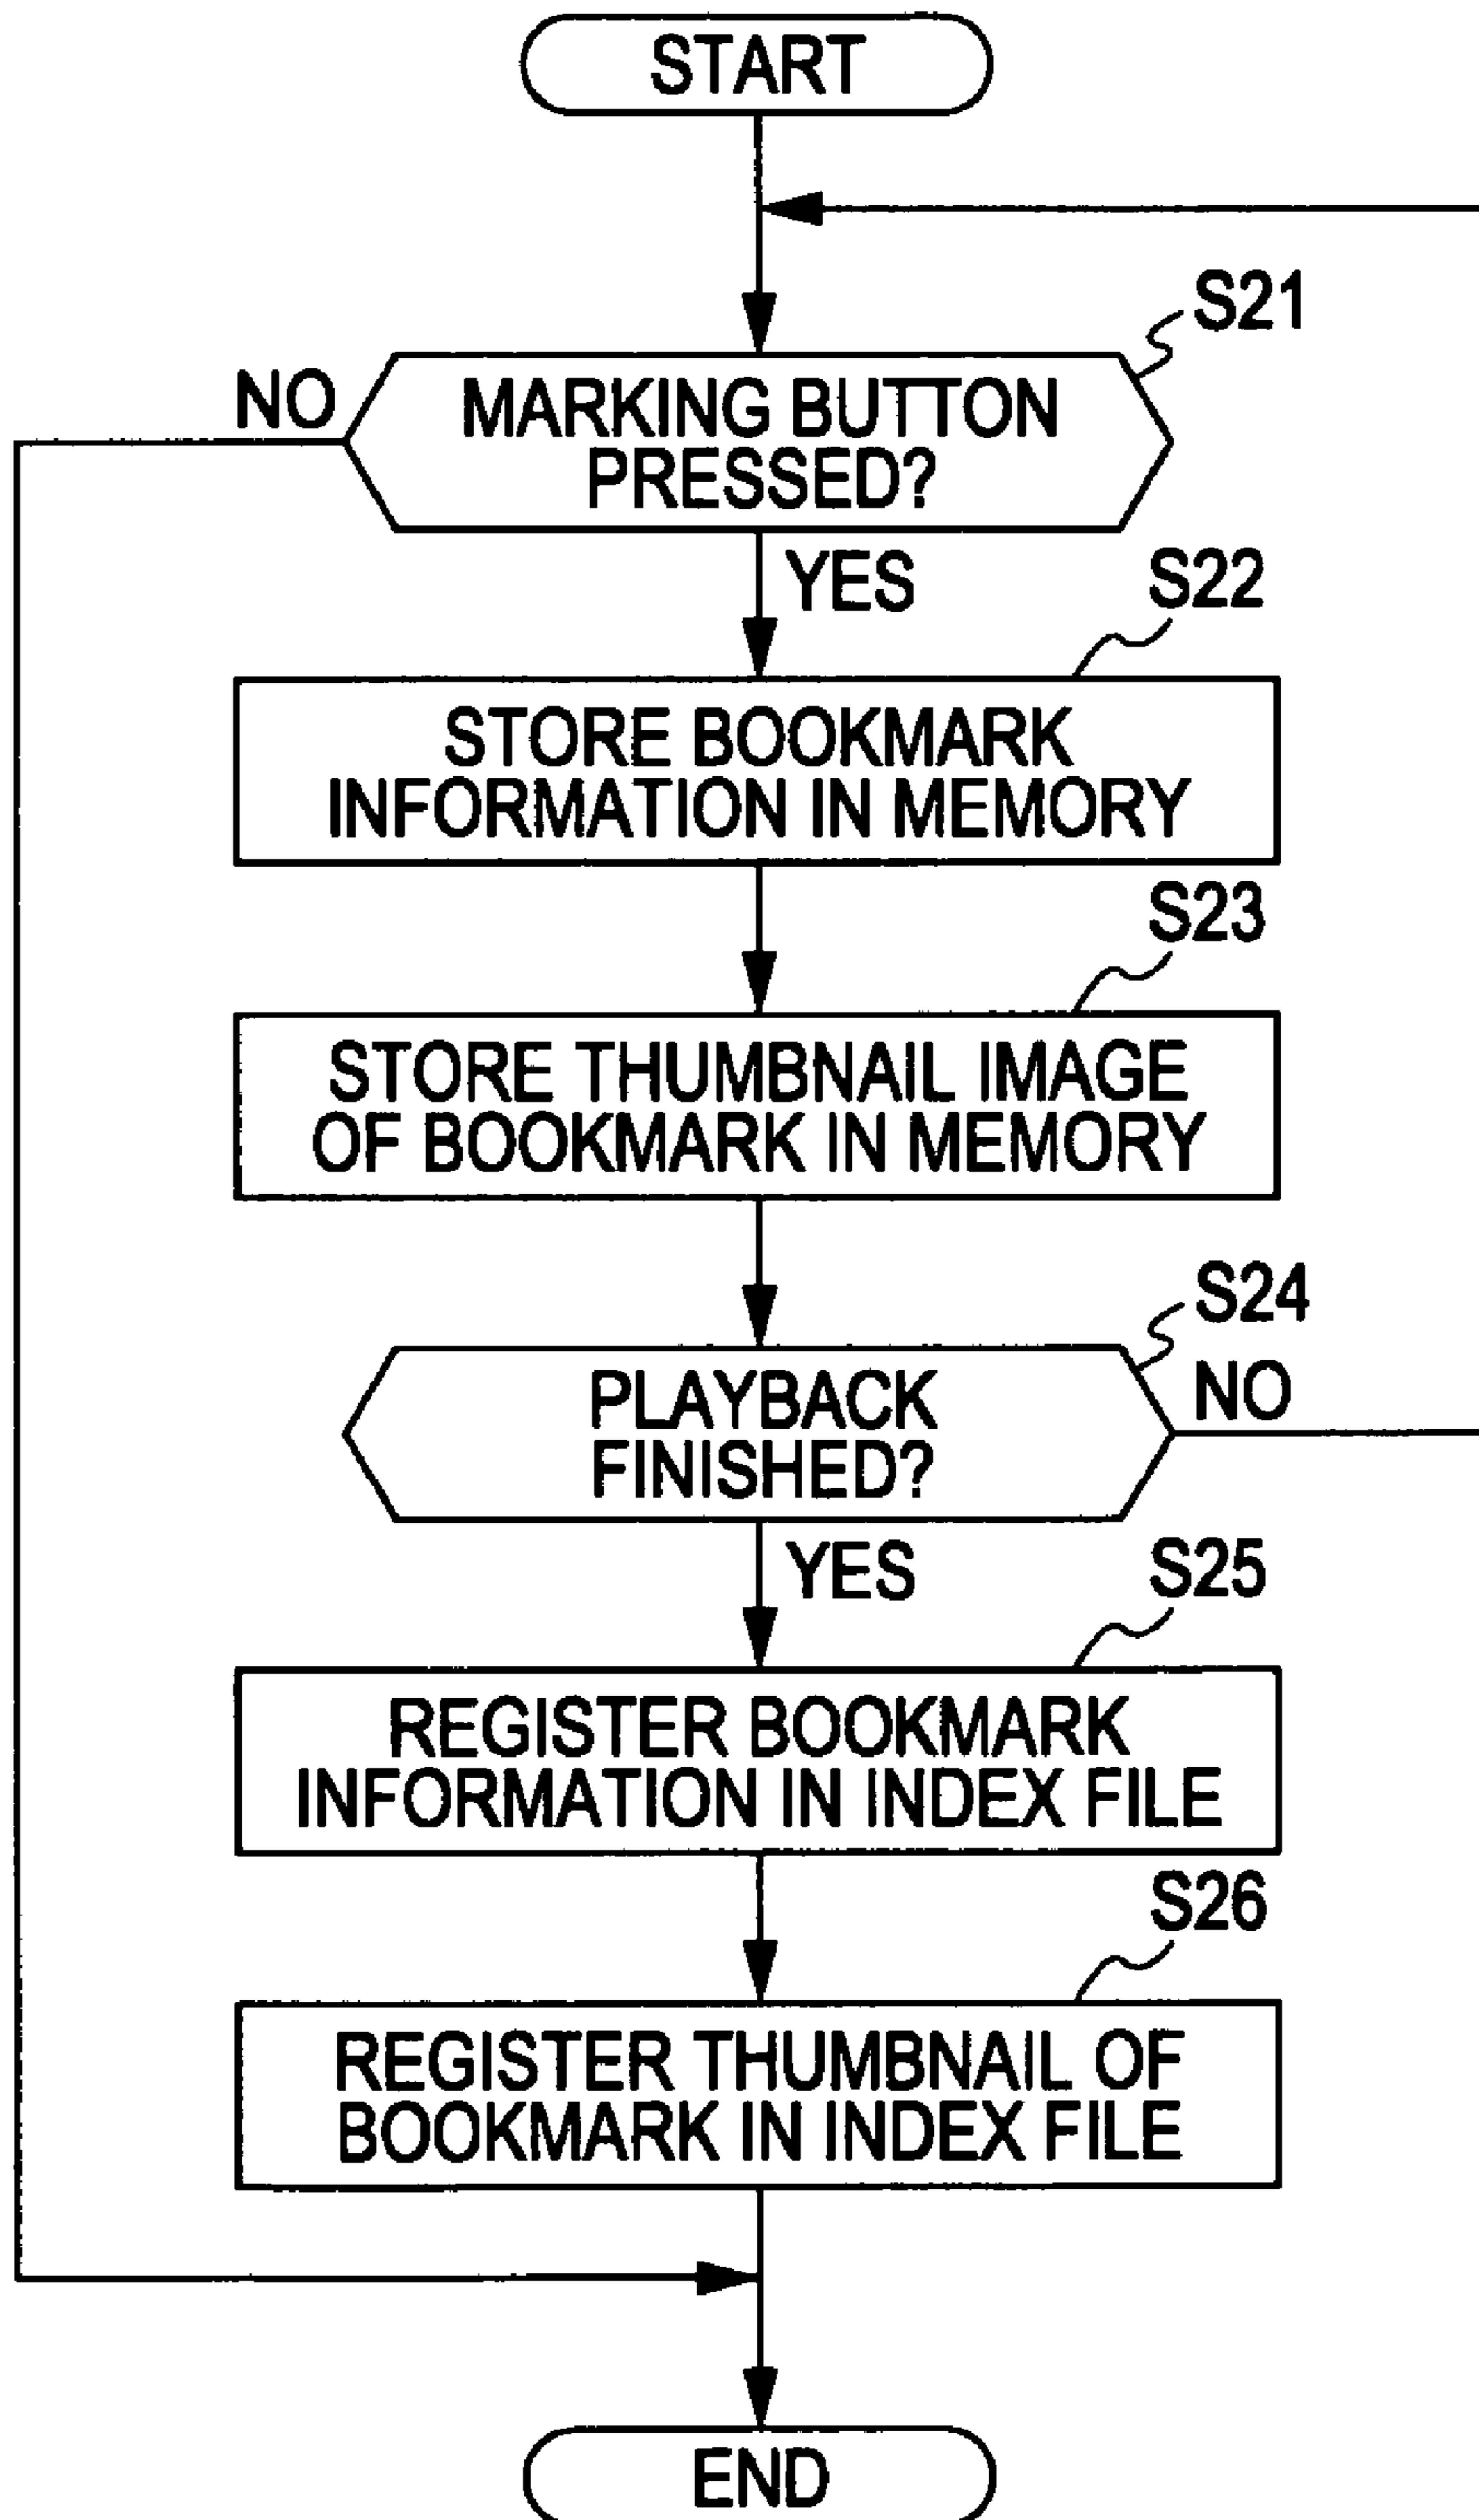 START
S21
NO
MARKING BUTTON
PRESSED?
YES
S22
STORE BOOKMARK
INFORMATION IN MEMORY
S23
STORE THUMBNAIL IMAGE
OF BOOKMARK IN MEMORY
S24
PLAYBACK
FINISHED?
NO
YES
S25
REGISTER BOOKMARK
INFORMATION IN INDEX FILE
S26
REGISTER THUMBNAIL OF
BOOKMARK IN INDEX FILE
END